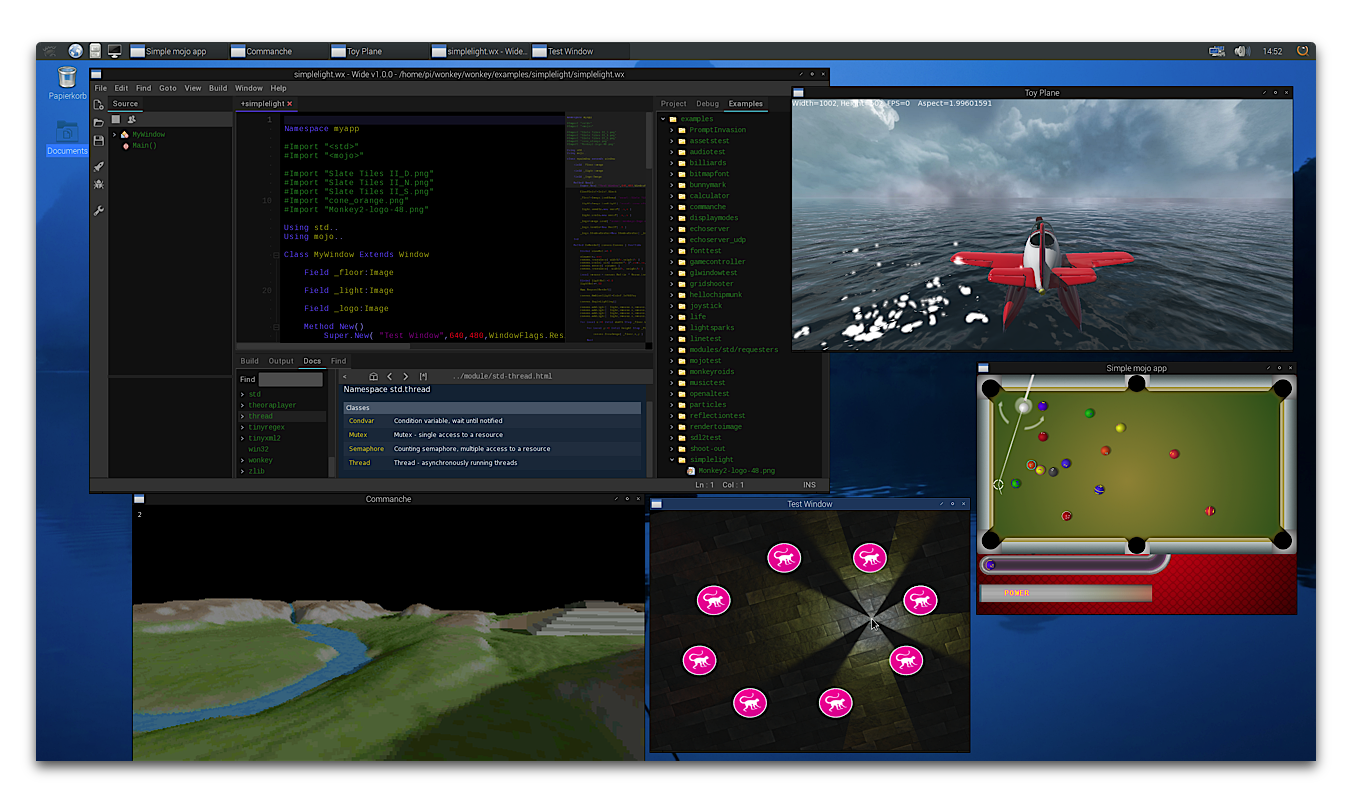 Simple mojo app
Commanche
Toy Plane
simplelight.wx - Wide...
Test Window
14:52
Papierkorb
Documents
simplelight.wx - Wide v1.0.0 - /home/pi/wonkey/wonkey/examples/simplelight/simplelight.wx
File Edit Find Goto View Build Window Help
Source
MyWindow
Main()
+simplelight
1
Namespace myapp
#Import "<std>"
#Import "<mojo>"
#Import "Slate Tiles II_D.png"
#Import "Slate Tiles II_N.png"
#Import "Slate Tiles II_S.png"
10 #Import "cone_orange.png"
#Import "Monkey2-logo-48.png"
Using std..
Using mojo..
Class MyWindow Extends Window
Field _floor:Image
20 Field _light:Image
Field _logo:Image
Method New()
Super.New( "Test Window",640,480,WindowFlags.Res
Build Output Docs Find
Find
std
theoraplayer
thread
tinyregex
tinyxml2
win32
wonkey
zlib
../module/std-thread.html
Namespace std.thread
Classes
Condvar Condition variable, wait until notified
Mutex Mutex - single access to a resource
Semaphore Counting semaphore, multiple access to a resource
Thread Thread - asynchronously running threads
Project Debug Examples
examples
PromptInvasion
assetstest
audiotest
billiards
bitmapfont
bunnymark
calculator
commanche
displaymodes
echoserver
echoserver_udp
fonttest
gamecontroller
glwindowtest
gridshooter
hellochipmunk
joystick
life
lightsparks
linetest
modules/std/requesters
mojotest
monkeyroids
musictest
openaltest
particles
reflectiontest
rendertoimage
sdl2test
shoot-out
simplelight
Monkey2-logo-48.png
Ln : 1 Col : 1 INS
Toy Plane
Width=1002, FPS=0 Aspect=1.99601591
Simple mojo app
POWER
Commanche
2
Test Window